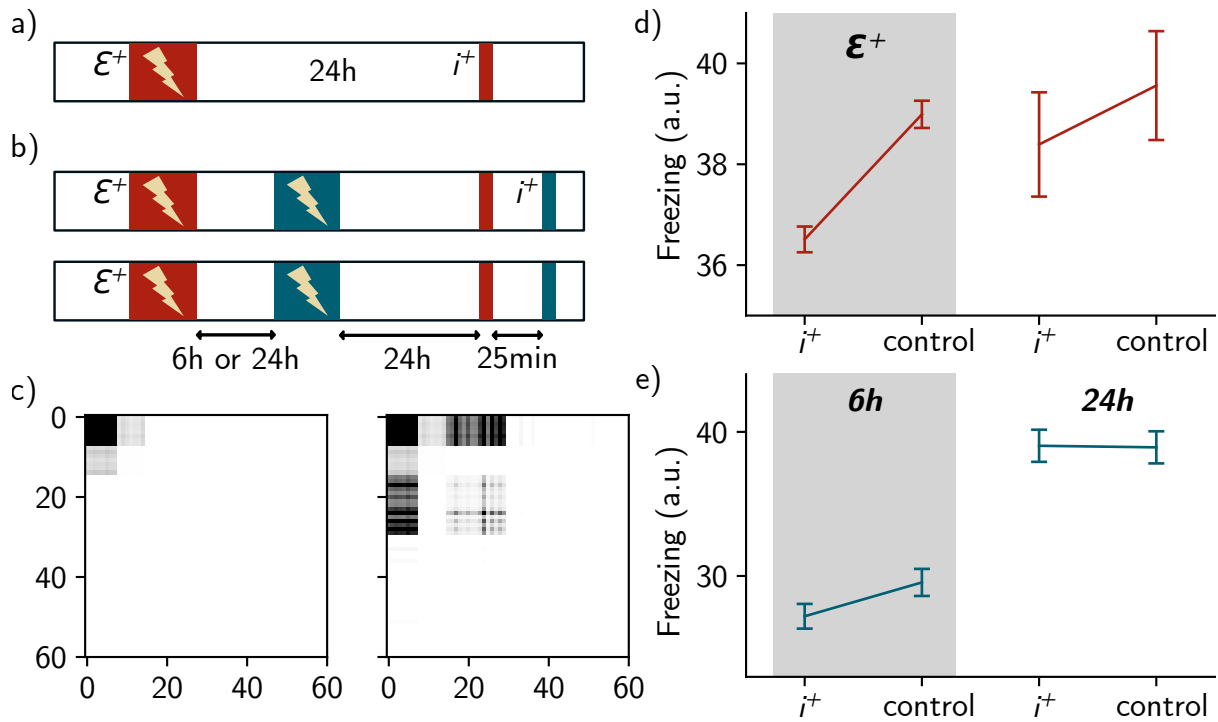 a)
ℰ⁺ 24h i⁺
b)
ℰ⁺ i⁺
ℰ⁺
6h or 24h 24h 25min
c)
0
20
40
60
0 20 40 60
0 20 40 60
d)
ℰ⁺
Freezing (a.u.)
40
38
36
i⁺ control i⁺ control
e)
6h 24h
Freezing (a.u.)
40
30
i⁺ control i⁺ control